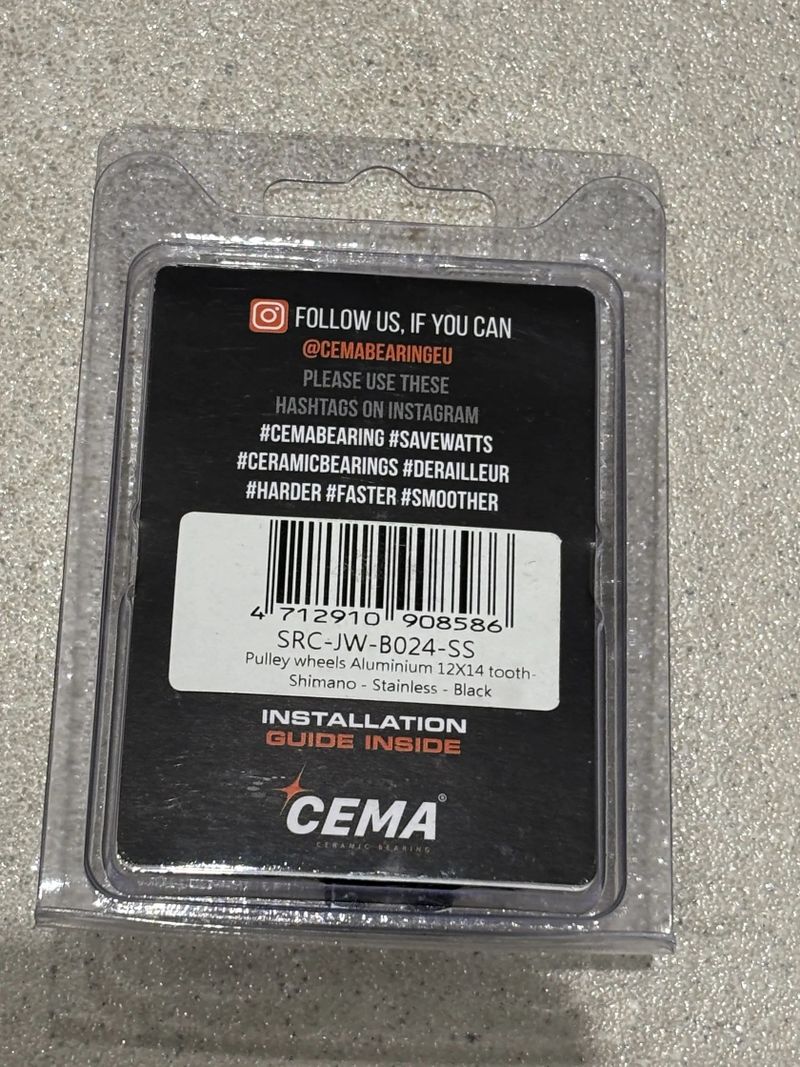 FOLLOW US, IF YOU CAN
@CEMABEARINGEU
PLEASE USE THESE
HASHTAGS ON INSTAGRAM
#CEMABEARING #SAVEWATTS
#CERAMICBEARINGS #DERAILLEUR
#HARDER #FASTER #SMOOTHER
4 712910 908586
SRC-JW-B024-SS
Pulley wheels Aluminium 12X14 tooth-
Shimano - Stainless - Black
INSTALLATION
GUIDE INSIDE
CEMA®
CERAMIC BEARING